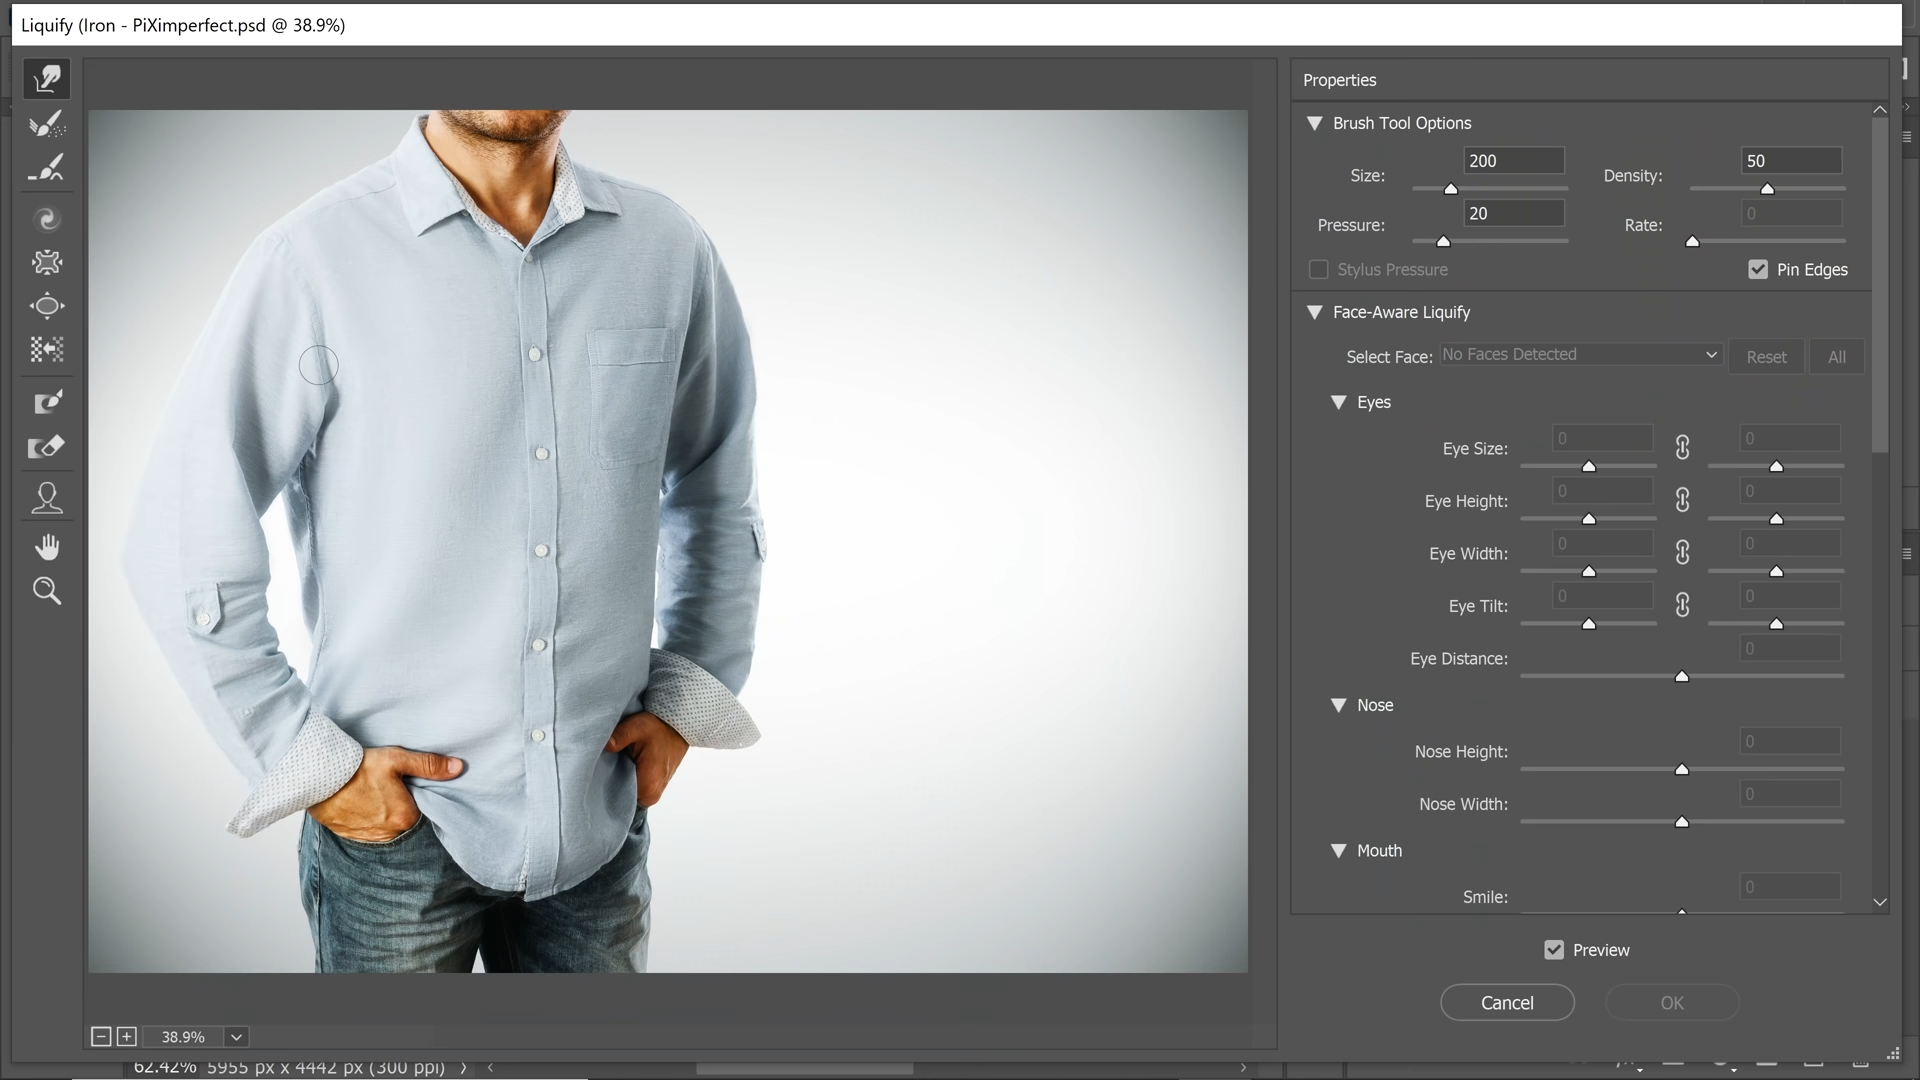 Liquify (Iron - PiXimperfect.psd @ 38.9%)
Properties
Brush Tool Options
Size: 200 Density: 50
Pressure: 20 Rate: 0
Stylus Pressure Pin Edges
Face-Aware Liquify
Select Face: No Faces Detected Reset All
Eyes
Eye Size: 0 0
Eye Height: 0 0
Eye Width: 0 0
Eye Tilt: 0 0
Eye Distance: 0
Nose
Nose Height: 0
Nose Width: 0
Mouth
Smile: 0
Preview
Cancel OK
38.9%
62.42% 5955 px x 4442 px (300 ppi)